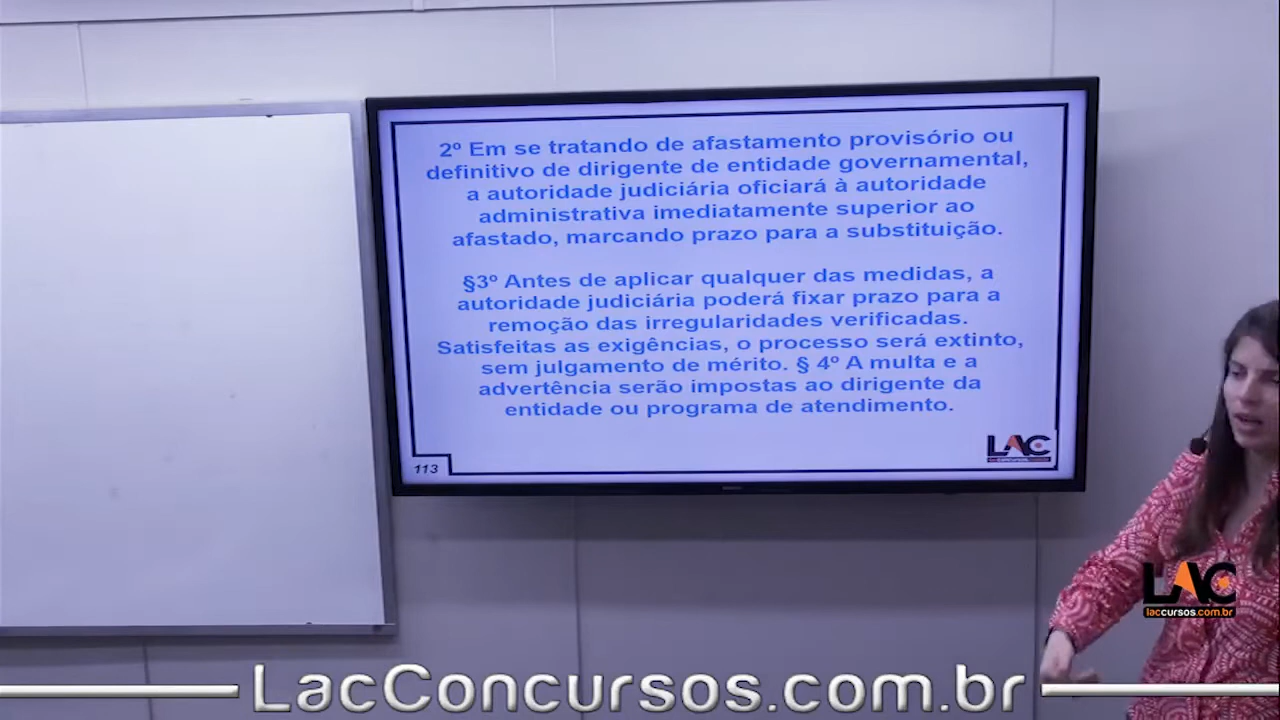 2º Em se tratando de afastamento provisório ou
definitivo de dirigente de entidade governamental,
a autoridade judiciária oficiará à autoridade
administrativa imediatamente superior ao
afastado, marcando prazo para a substituição.
§3º Antes de aplicar qualquer das medidas, a
autoridade judiciária poderá fixar prazo para a
remoção das irregularidades verificadas.
Satisfeitas as exigências, o processo será extinto,
sem julgamento de mérito. § 4º A multa e a
advertência serão impostas ao dirigente da
entidade ou programa de atendimento.
LAC
113
LAC
laccursos.com.br
LacConcursos.com.br